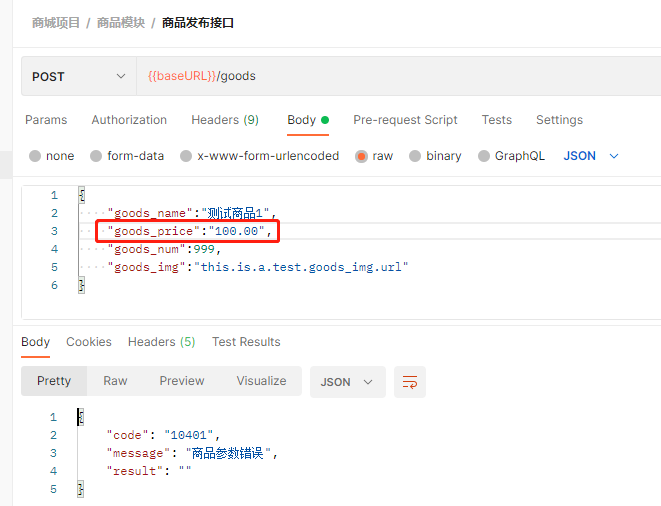 商城项目 / 商品模块 / 商品发布接口
POST {{baseURL}}/goods
Params Authorization Headers (9) Body Pre-request Script Tests Settings
none form-data x-www-form-urlencoded raw binary GraphQL JSON
1 {
2 "goods_name":"测试商品1",
3 "goods_price":"100.00",
4 "goods_num":999,
5 "goods_img":"this.is.a.test.goods_img.url"
6 }
Body Cookies Headers (5) Test Results
Pretty Raw Preview Visualize JSON
1 {
2 "code": "10401",
3 "message": "商品参数错误",
4 "result": ""
5 }